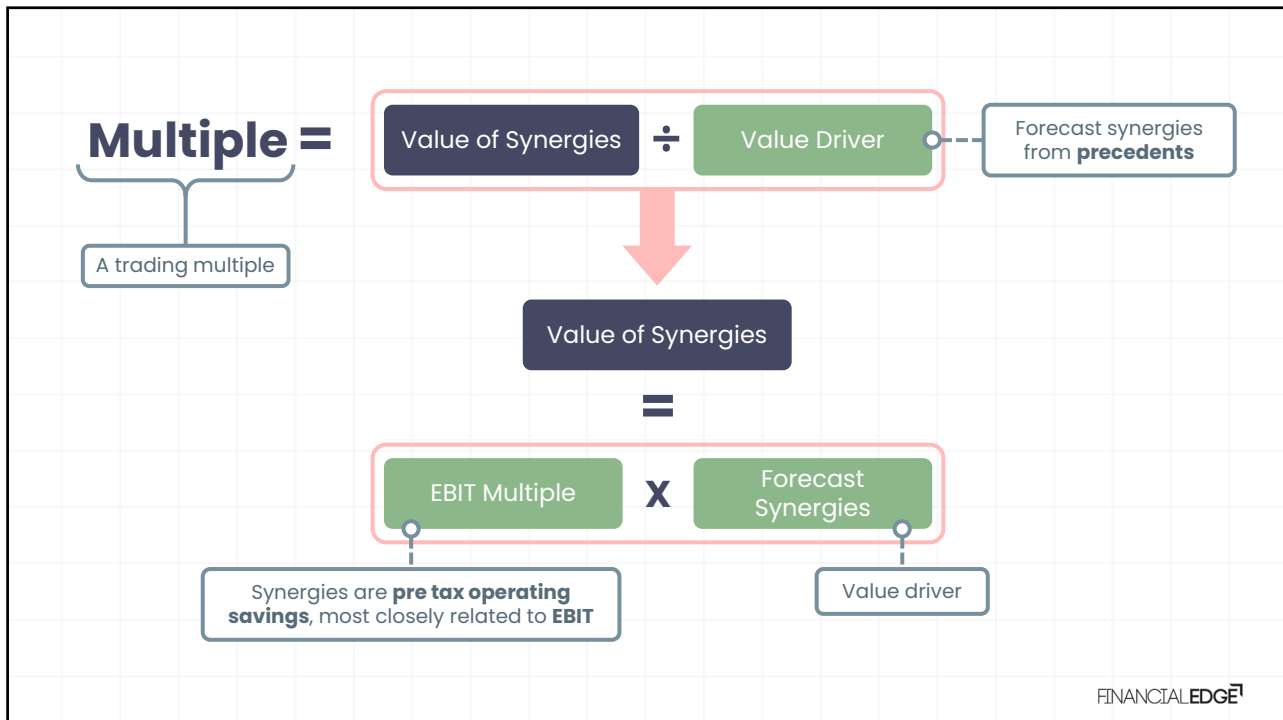 Multiple =
Value of Synergies
÷
Value Driver
Forecast synergies
from precedents
A trading multiple
Value of Synergies
=
EBIT Multiple
x
Forecast
Synergies
Synergies are pre tax operating
savings, most closely related to EBIT
Value driver
FINANCIALEDGE